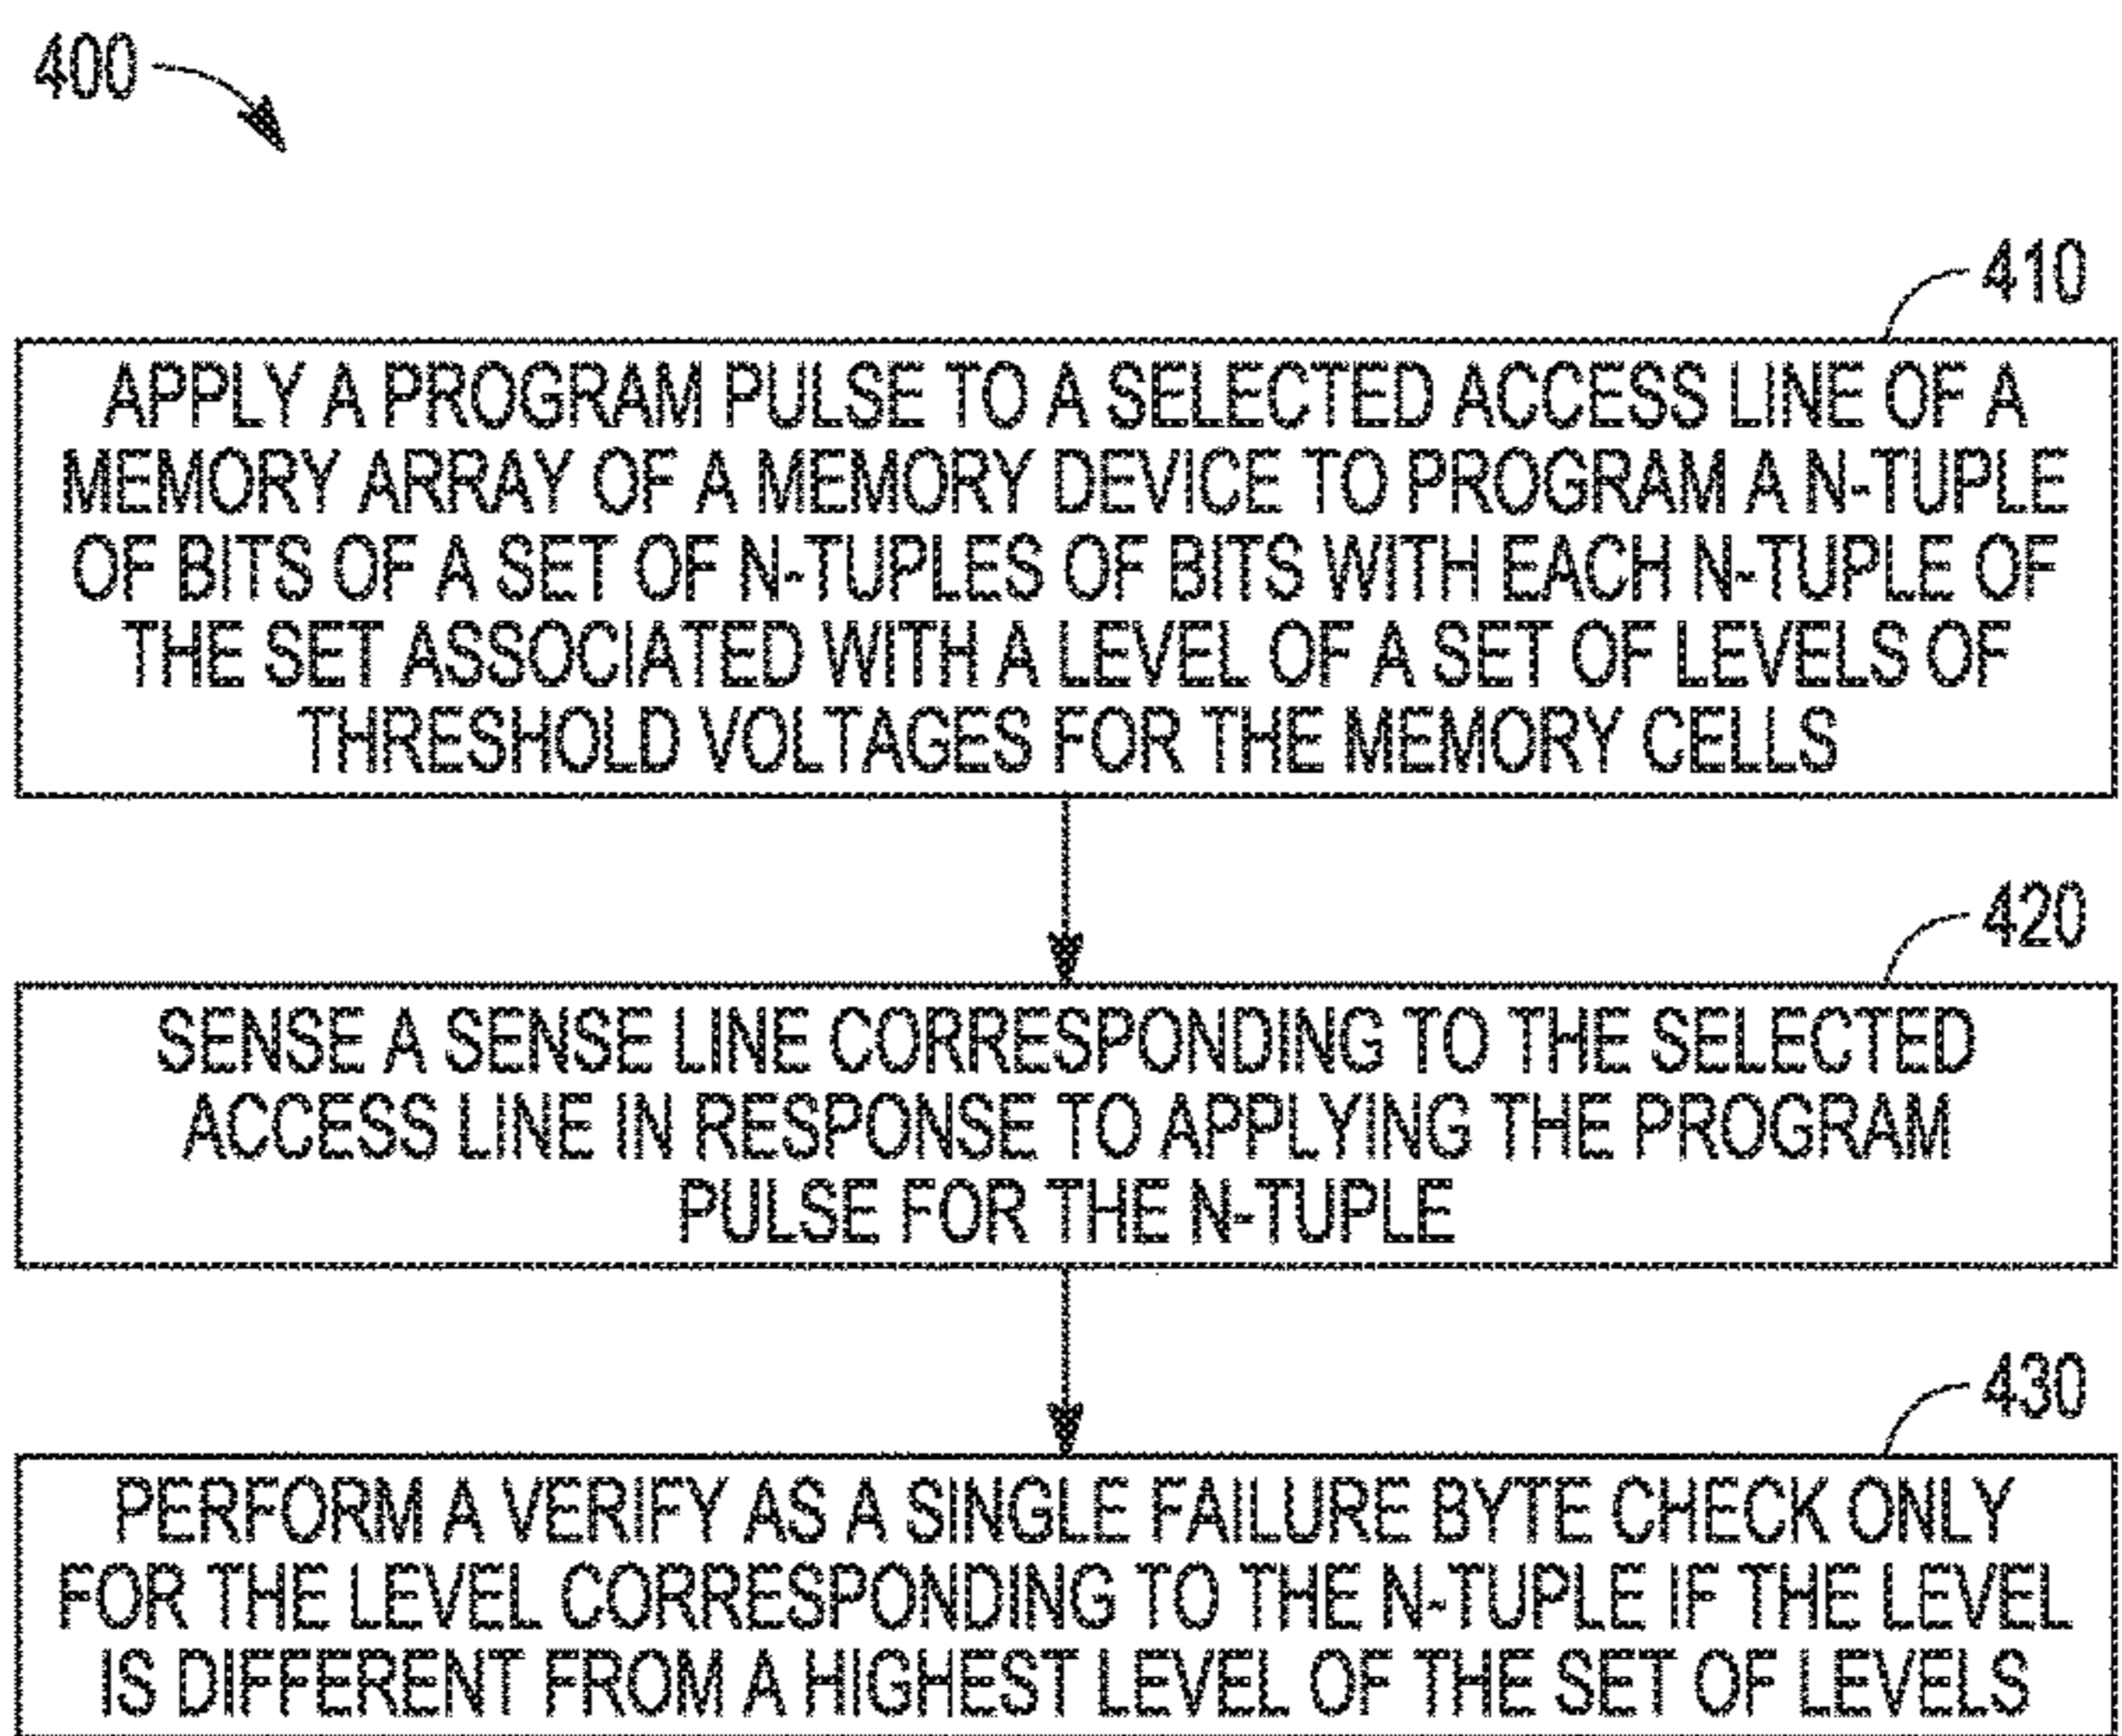 400
410
APPLY A PROGRAM PULSE TO A SELECTED ACCESS LINE OF A
MEMORY ARRAY OF A MEMORY DEVICE TO PROGRAM A N-TUPLE
OF BITS OF A SET OF N-TUPLES OF BITS WITH EACH N-TUPLE OF
THE SET ASSOCIATED WITH A LEVEL OF A SET OF LEVELS OF
THRESHOLD VOLTAGES FOR THE MEMORY CELLS
420
SENSE A SENSE LINE CORRESPONDING TO THE SELECTED
ACCESS LINE IN RESPONSE TO APPLYING THE PROGRAM
PULSE FOR THE N-TUPLE
430
PERFORM A VERIFY AS A SINGLE FAILURE BYTE CHECK ONLY
FOR THE LEVEL CORRESPONDING TO THE N-TUPLE IF THE LEVEL
IS DIFFERENT FROM A HIGHEST LEVEL OF THE SET OF LEVELS